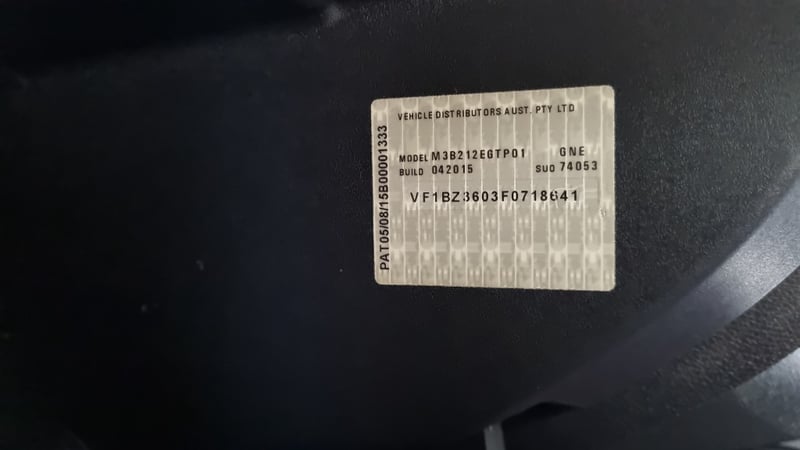 VEHICLE DISTRIBUTORS AUST. PTY LTD
MODEL M3B212EGTP01 GNE
BUILD 042015 SUO 74053
VF1BZ3603F0718641
PAT05/08/15B00001333